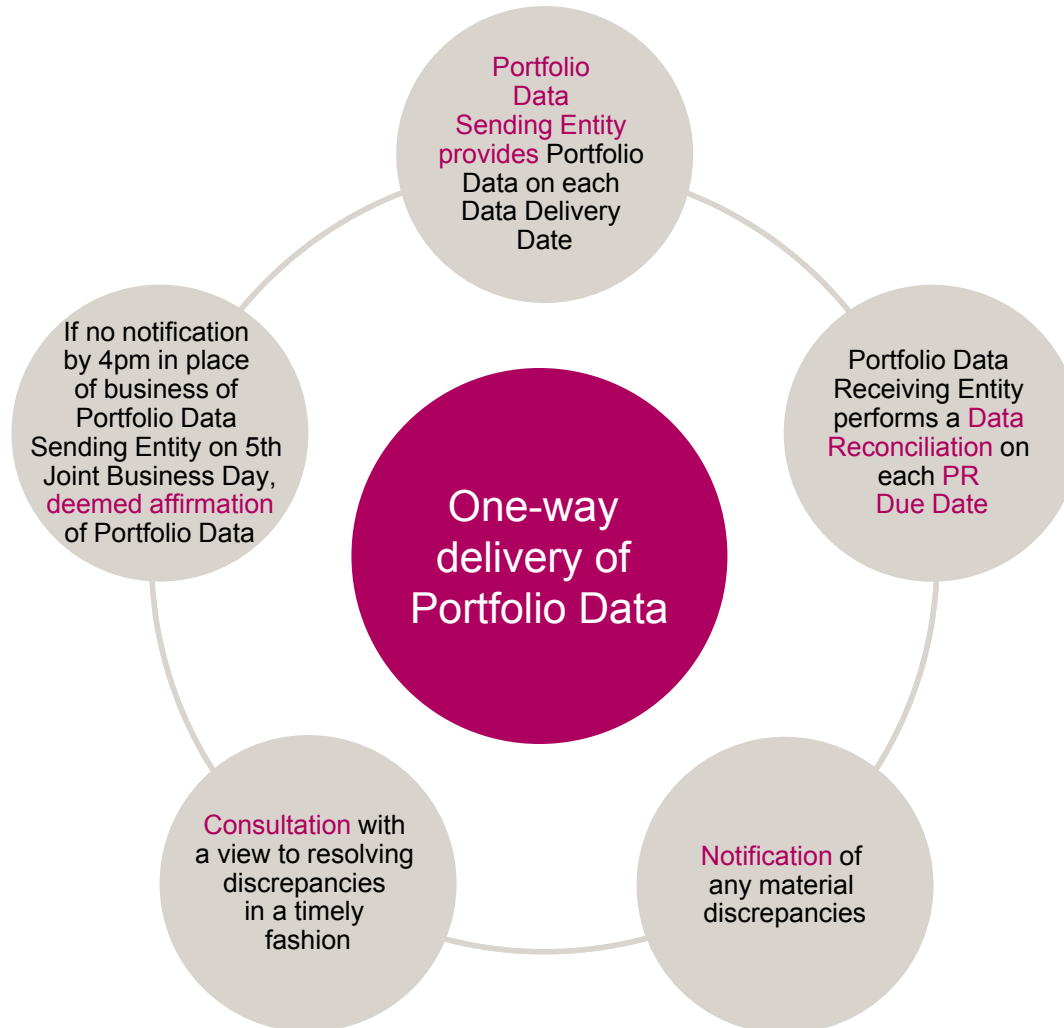 Portfolio
Data
Sending Entity
provides Portfolio
Data on each
Data Delivery
Date
Portfolio Data
Receiving Entity
performs a Data
Reconciliation on
each PR
Due Date
Notification of
any material
discrepancies
Consultation with
a view to resolving
discrepancies
in a timely
fashion
If no notification
by 4pm in place
of business of
Portfolio Data
Sending Entity on 5th
Joint Business Day,
deemed affirmation
of Portfolio Data
One-way
delivery of
Portfolio Data